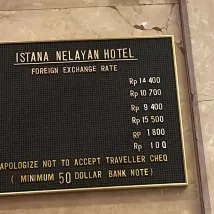 ISTANA NELAYAN HOTEL
FOREIGN EXCHANGE RATE
Rp 14 400
Rp 10 700
Rp 9 400
Rp 15 500
RP 1 800
Rp 1 0 0
APOLOGIZE NOT TO ACCEPT TRAVELLER CHEQ
( MINIMUM 50 DOLLAR BANK NOTE )